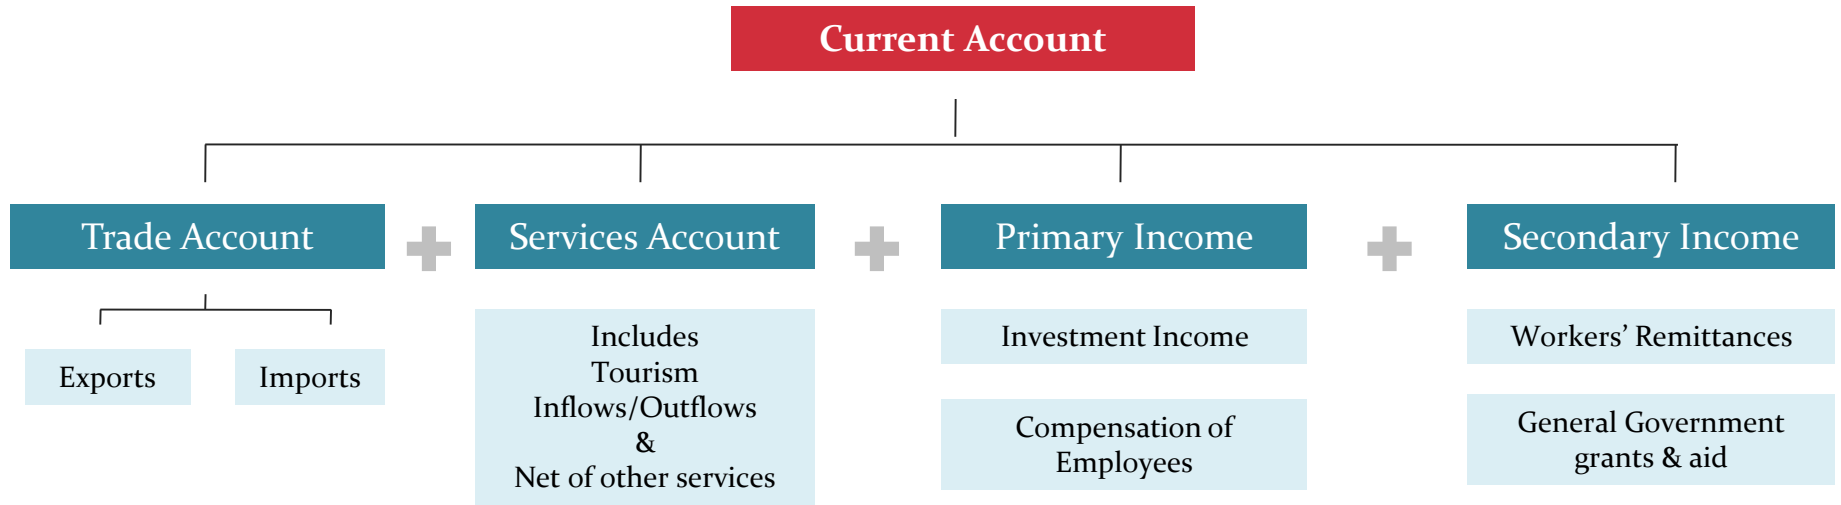 Current Account
Trade Account
Services Account
Primary Income
Secondary Income
Exports
Imports
Includes
Tourism
Inflows/Outflows
&
Net of other services
Investment Income
Compensation of
Employees
Workers’ Remittances
General Government
grants & aid